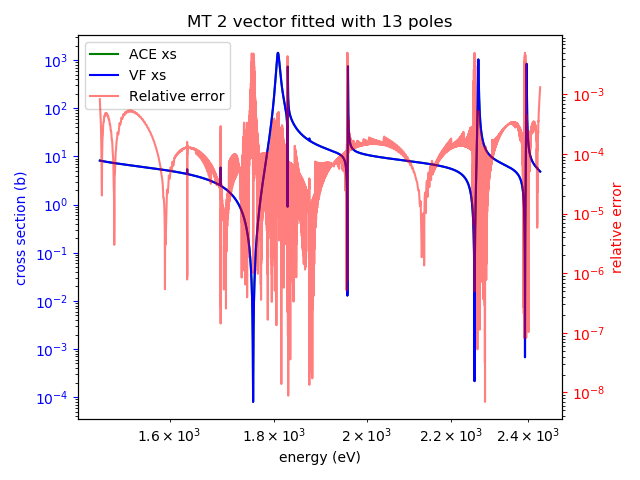 MT 2 vector fitted with 13 poles
ACE xs
VF xs
Relative error
cross section (b)
10³
10²
10¹
10⁰
10⁻¹
10⁻²
10⁻³
10⁻⁴
10⁻³
10⁻⁴
10⁻⁵
10⁻⁶
10⁻⁷
10⁻⁸
relative error
1.6 × 10³ 1.8 × 10³ 2 × 10³ 2.2 × 10³ 2.4 × 10³
energy (eV)